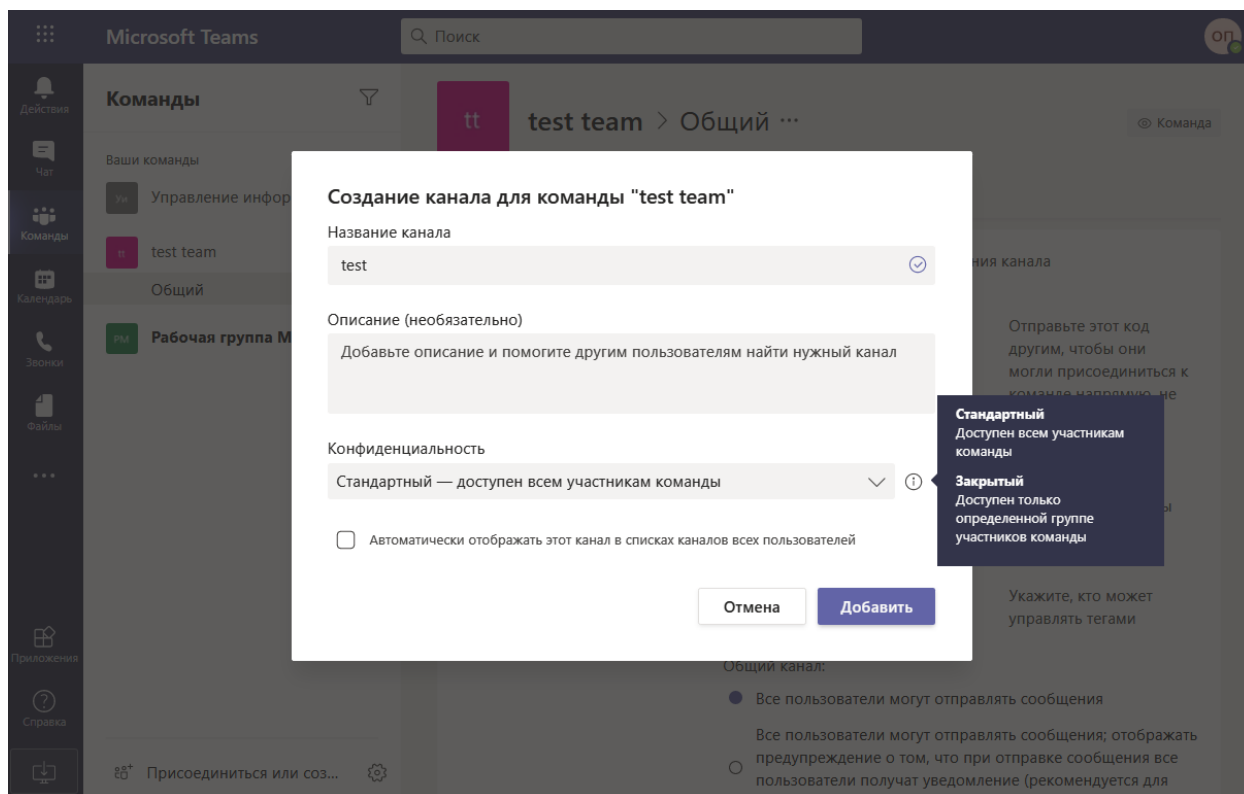 Microsoft Teams
Поиск
ОП
Действия
Чат
Команды
Календарь
Звонки
Файлы
Приложения
Справка
Команды
Ваши команды
Уи
Управление инфор
tt
test team
Общий
РМ
Рабочая группа М
Присоединиться или соз...
tt
test team > Общий ...
Команда
Создание канала для команды "test team"
Название канала
test
Описание (необязательно)
Добавьте описание и помогите другим пользователям найти нужный канал
Конфиденциальность
Стандартный — доступен всем участникам команды
Автоматически отображать этот канал в списках каналов всех пользователей
Отмена
Добавить
Стандартный
Доступен всем участникам
команды
Закрытый
Доступен только
определенной группе
участников команды
ния канала
Отправьте этот код
другим, чтобы они
могли присоединиться к
команде напрямую, не
Укажите, кто может
управлять тегами
Общий канал:
Все пользователи могут отправлять сообщения
Все пользователи могут отправлять сообщения; отображать
предупреждение о том, что при отправке сообщения все
пользователи получат уведомление (рекомендуется для